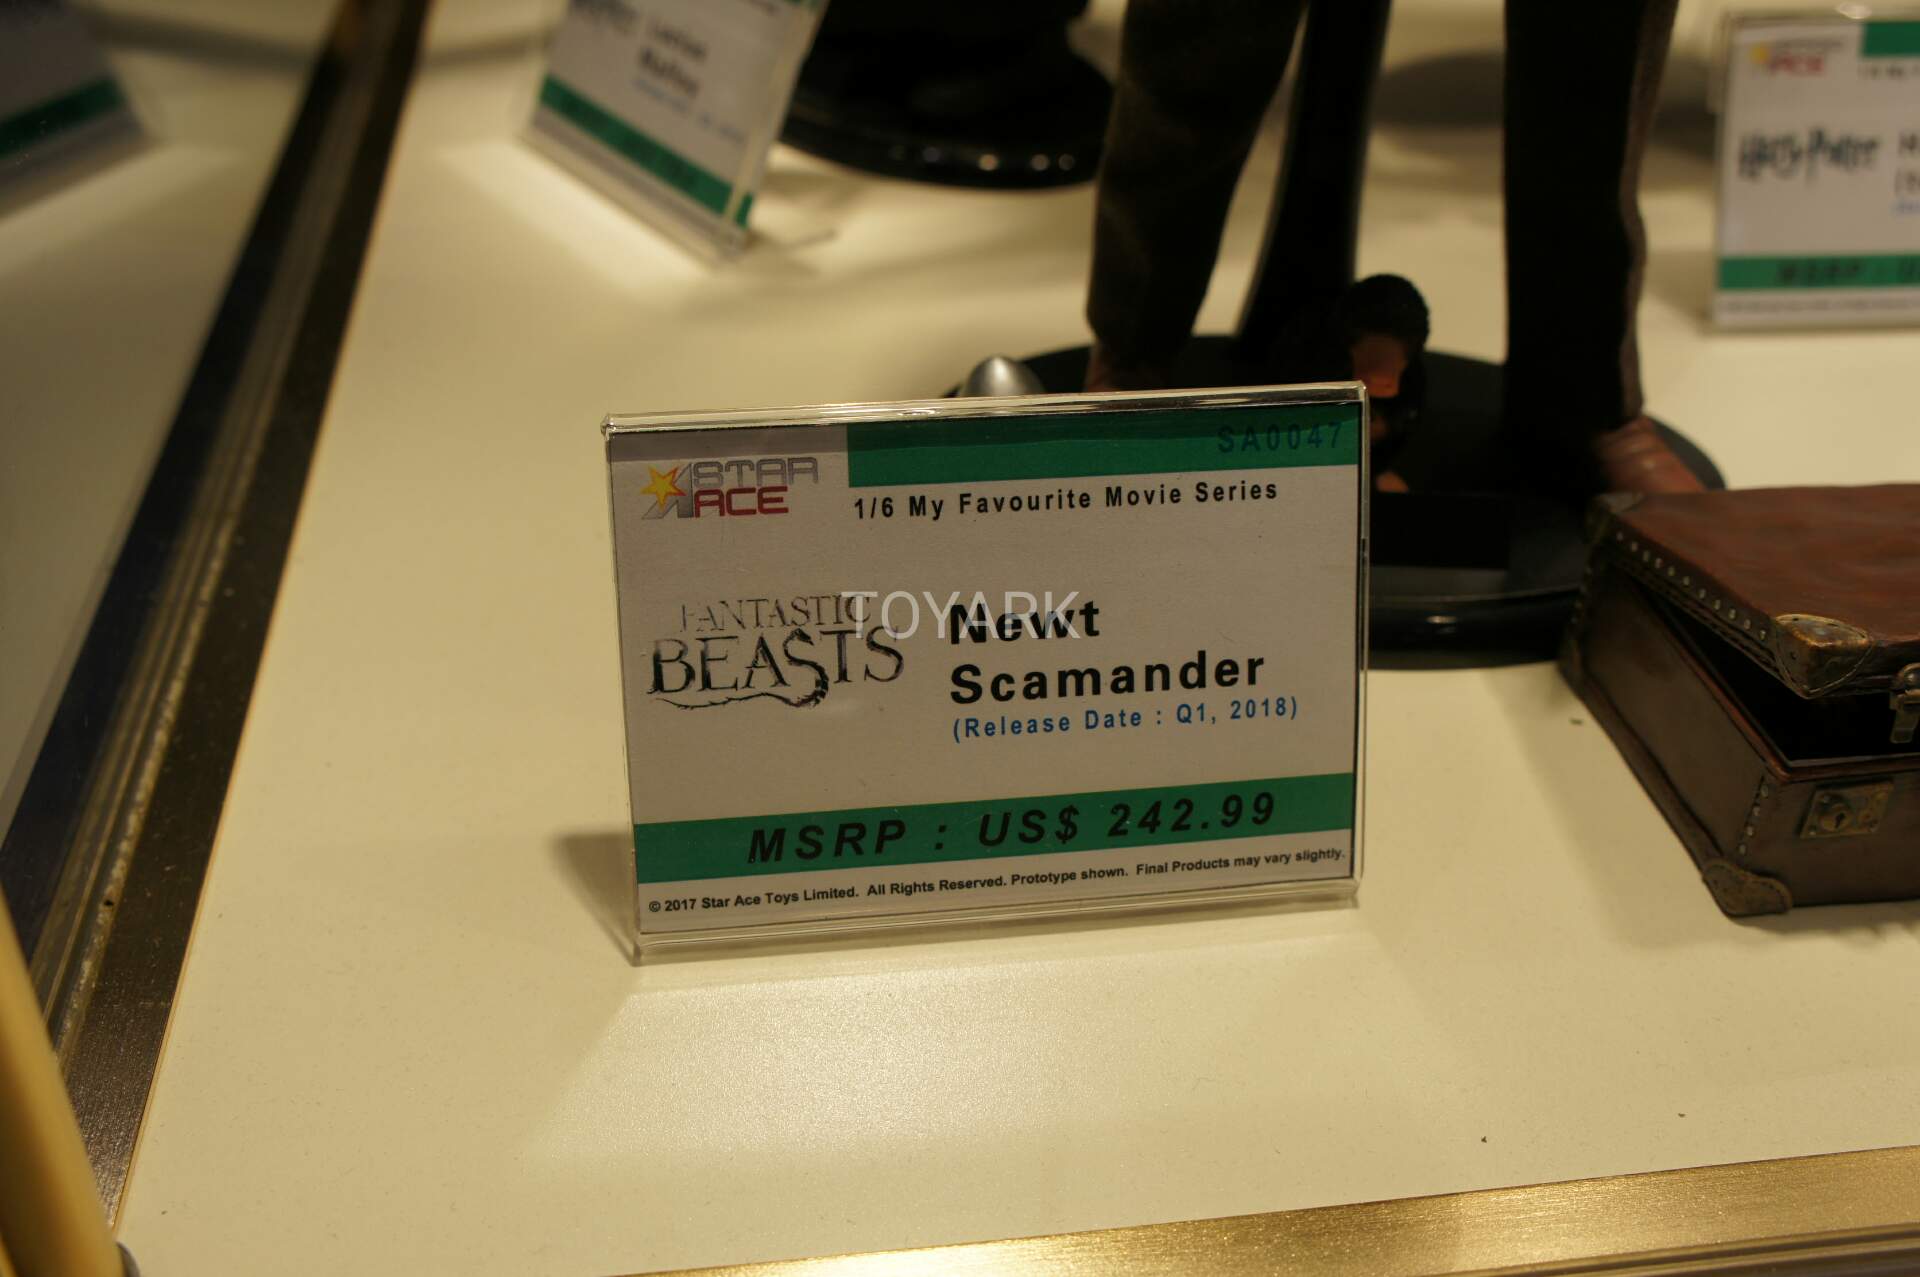 STAR
ACE
SA0047
1/6 My Favourite Movie Series
FANTASTIC
BEASTS
TOYARK
Newt
Scamander
(Release Date : Q1, 2018)
MSRP : US$ 242.99
© 2017 Star Ace Toys Limited. All Rights Reserved. Prototype shown. Final Products may vary slightly.
Harry Potter
MSRP :
ACE